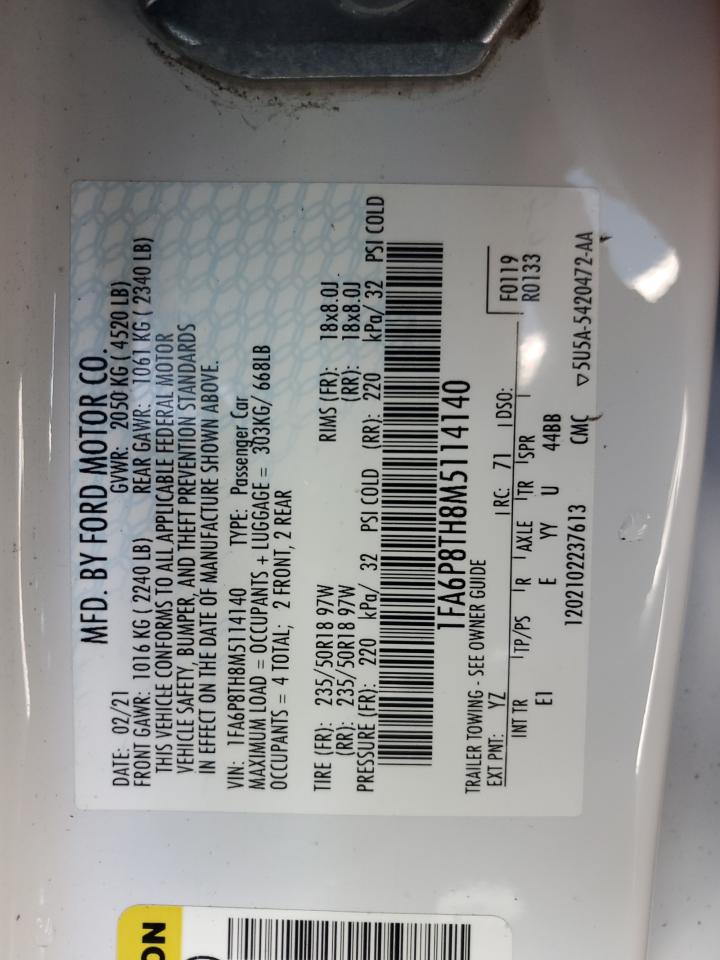 MFD. BY FORD MOTOR CO.
DATE: 02/21 GVWR: 2050 KG ( 4520 LB)
FRONT GAWR: 1016 KG ( 2240 LB) REAR GAWR: 1061 KG ( 2340 LB)
THIS VEHICLE CONFORMS TO ALL APPLICABLE FEDERAL MOTOR
VEHICLE SAFETY, BUMPER, AND THEFT PREVENTION STANDARDS
IN EFFECT ON THE DATE OF MANUFACTURE SHOWN ABOVE.
VIN: 1FA6P8TH8M5114140 TYPE: Passenger Car
MAXIMUM LOAD = OCCUPANTS + LUGGAGE = 303KG/ 668LB
OCCUPANTS = 4 TOTAL; 2 FRONT, 2 REAR
TIRE (FR): 235/50R18 97W RIMS (FR): 18x8.0J
(RR): 235/50R18 97W (RR): 18x8.0J
PRESSURE (FR): 220 kPa/ 32 PSI COLD (RR): 220 kPa/ 32 PSI COLD
1FA6P8TH8M5114140
TRAILER TOWING - SEE OWNER GUIDE
EXT PNT: YZ RC: 71 DSO: F0119
INT TR TP/PS R AXLE TR SPR R0133
E1 E YY U 44BB
1202102237613 CMC ▽5U5A-5420472-AA
ON